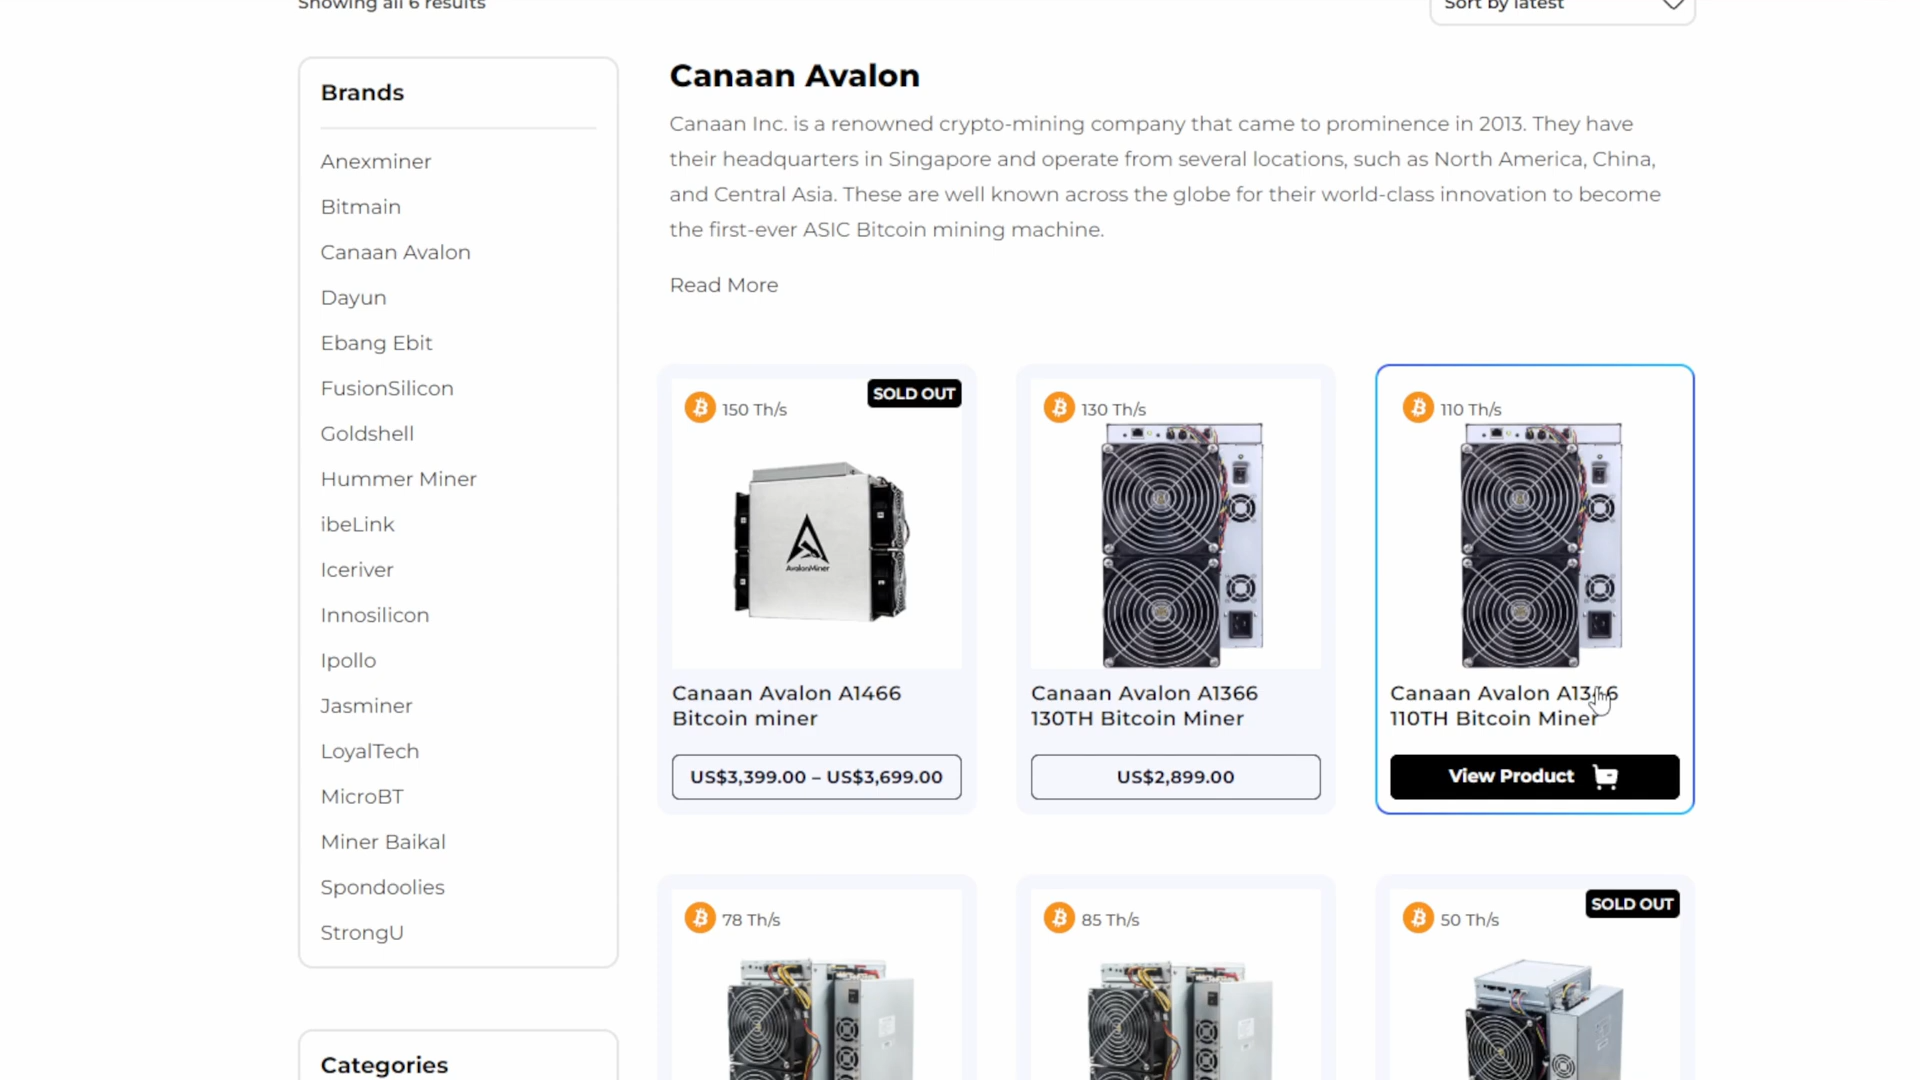 Showing all 6 results
Sort by latest
Brands
Anexminer
Bitmain
Canaan Avalon
Dayun
Ebang Ebit
FusionSilicon
Goldshell
Hummer Miner
ibeLink
Iceriver
Innosilicon
Ipollo
Jasminer
LoyalTech
MicroBT
Miner Baikal
Spondoolies
StrongU
Categories
Canaan Avalon
Canaan Inc. is a renowned crypto-mining company that came to prominence in 2013. They have
their headquarters in Singapore and operate from several locations, such as North America, China,
and Central Asia. These are well known across the globe for their world-class innovation to become
the first-ever ASIC Bitcoin mining machine.
Read More
150 Th/s
SOLD OUT
AvalonMiner
Canaan Avalon A1466
Bitcoin miner
US$3,399.00 – US$3,699.00
130 Th/s
Canaan Avalon A1366
130TH Bitcoin Miner
US$2,899.00
110 Th/s
Canaan Avalon
110TH Bitcoin Miner
View Product
78 Th/s
85 Th/s
50 Th/s
SOLD OUT